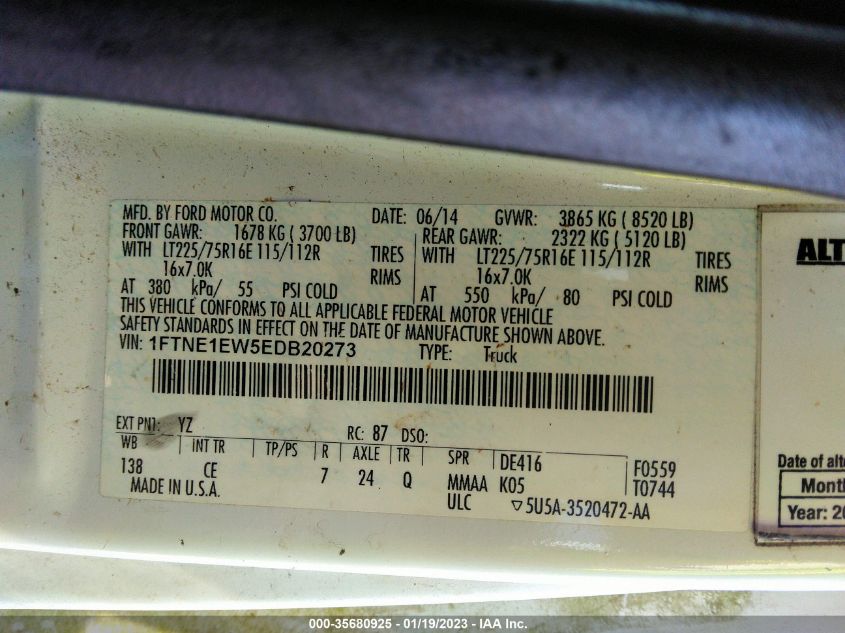 MFD. BY FORD MOTOR CO. DATE: 06/14 GVWR: 3865 KG ( 8520 LB)
FRONT GAWR: 1678 KG ( 3700 LB) REAR GAWR: 2322 KG ( 5120 LB)
WITH LT225/75R16E 115/112R TIRES WITH LT225/75R16E 115/112R TIRES
16x7.0K RIMS 16x7.0K RIMS
AT 380 kPa/ 55 PSI COLD AT 550 kPa/ 80 PSI COLD
THIS VEHICLE CONFORMS TO ALL APPLICABLE FEDERAL MOTOR VEHICLE
SAFETY STANDARDS IN EFFECT ON THE DATE OF MANUFACTURE SHOWN ABOVE.
VIN: 1FTNE1EW5EDB20273 TYPE: Truck
EXT PNT: YZ RC: 87 DSO:
WB INT TR TP/PS R AXLE TR SPR DE416 F0559
138 CE 7 24 Q MMAA K05 T0744
MADE IN U.S.A. ULC ▽5U5A-3520472-AA
ALT
Date of alte
Month
Year: 20
000-35680925 - 01/19/2023 - IAA Inc.